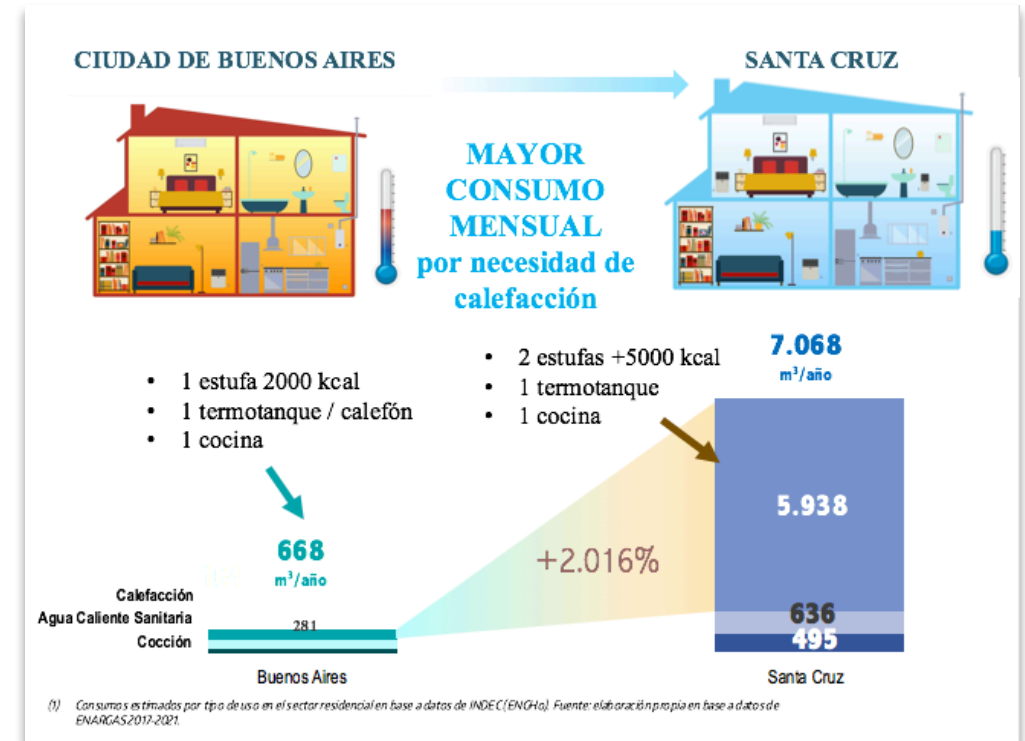 CIUDAD DE BUENOS AIRES
SANTA CRUZ
MAYOR
CONSUMO
MENSUAL
por necesidad de
calefacción
• 1 estufa 2000 kcal
• 1 termotanque / calefón
• 1 cocina
• 2 estufas +5000 kcal
• 1 termotanque
• 1 cocina
7.068
m³/año
668
m³/año
+2.016%
5.938
636
495
Calefacción
Agua Caliente Sanitaria
Cocción
281
Buenos Aires
Santa Cruz
(1) Consumos estimados por tipo de uso en el sector residencial en base a datos de INDEC (ENGHo). Fuente: elaboración propia en base a datos de
ENARGAS 2017-2021.